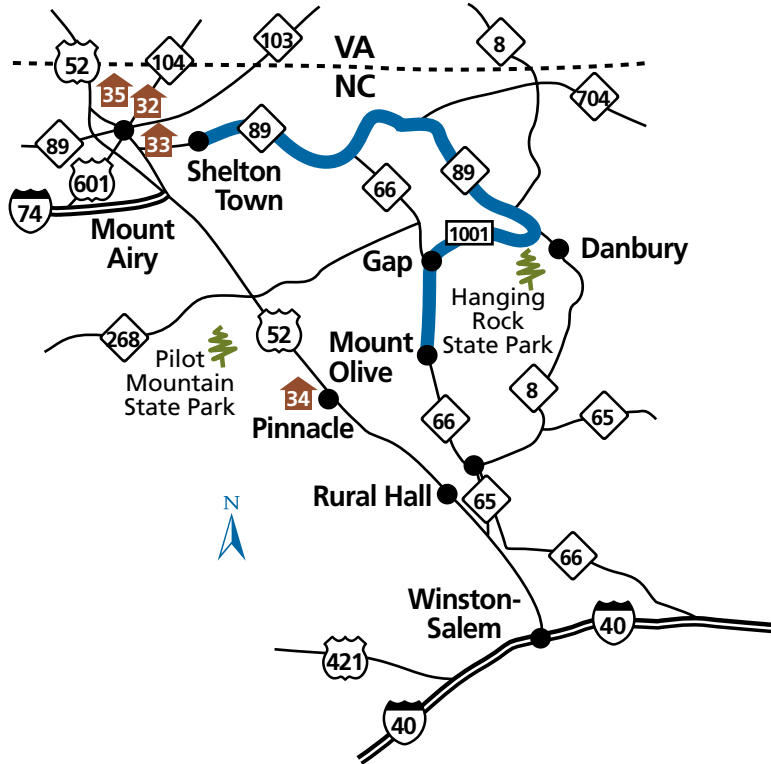 52
104
103
VA
NC
8
704
35
32
33
89
89
Shelton
Town
601
74
Mount
Airy
66
89
1001
Gap
Danbury
Hanging
Rock
State Park
268
Pilot
Mountain
State Park
52
Mount
Olive
34
Pinnacle
8
65
66
Rural Hall
65
N
66
Winston-
Salem
40
421
40